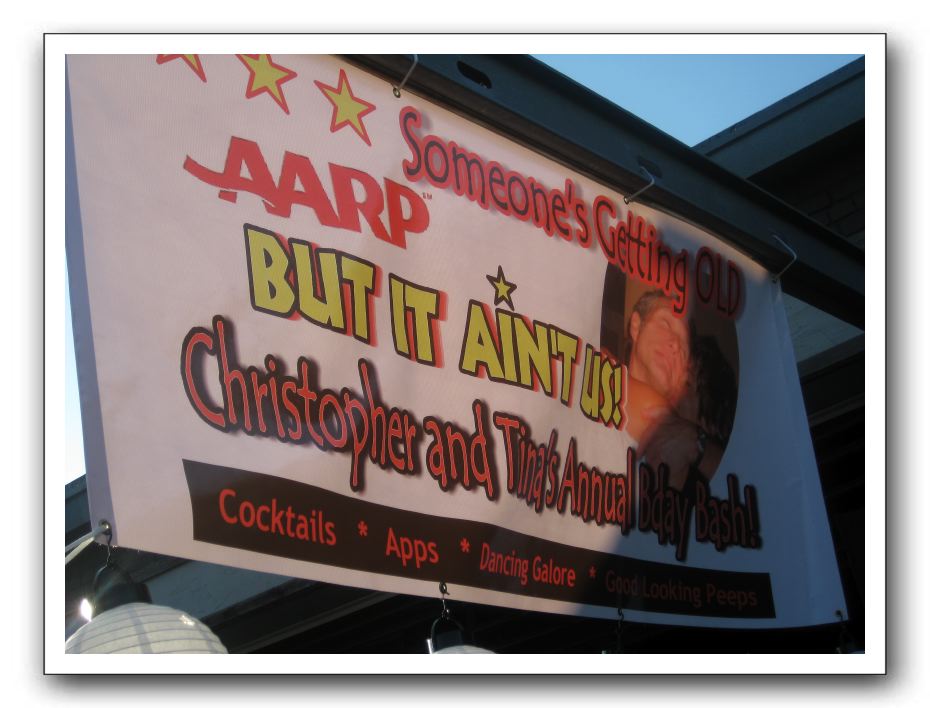 Someone's Getting OLD
AARP™
BUT IT AIN'T US!
Christopher and Tina's Annual Bday Bash!
Cocktails * Apps * Dancing Galore * Good Looking Peeps